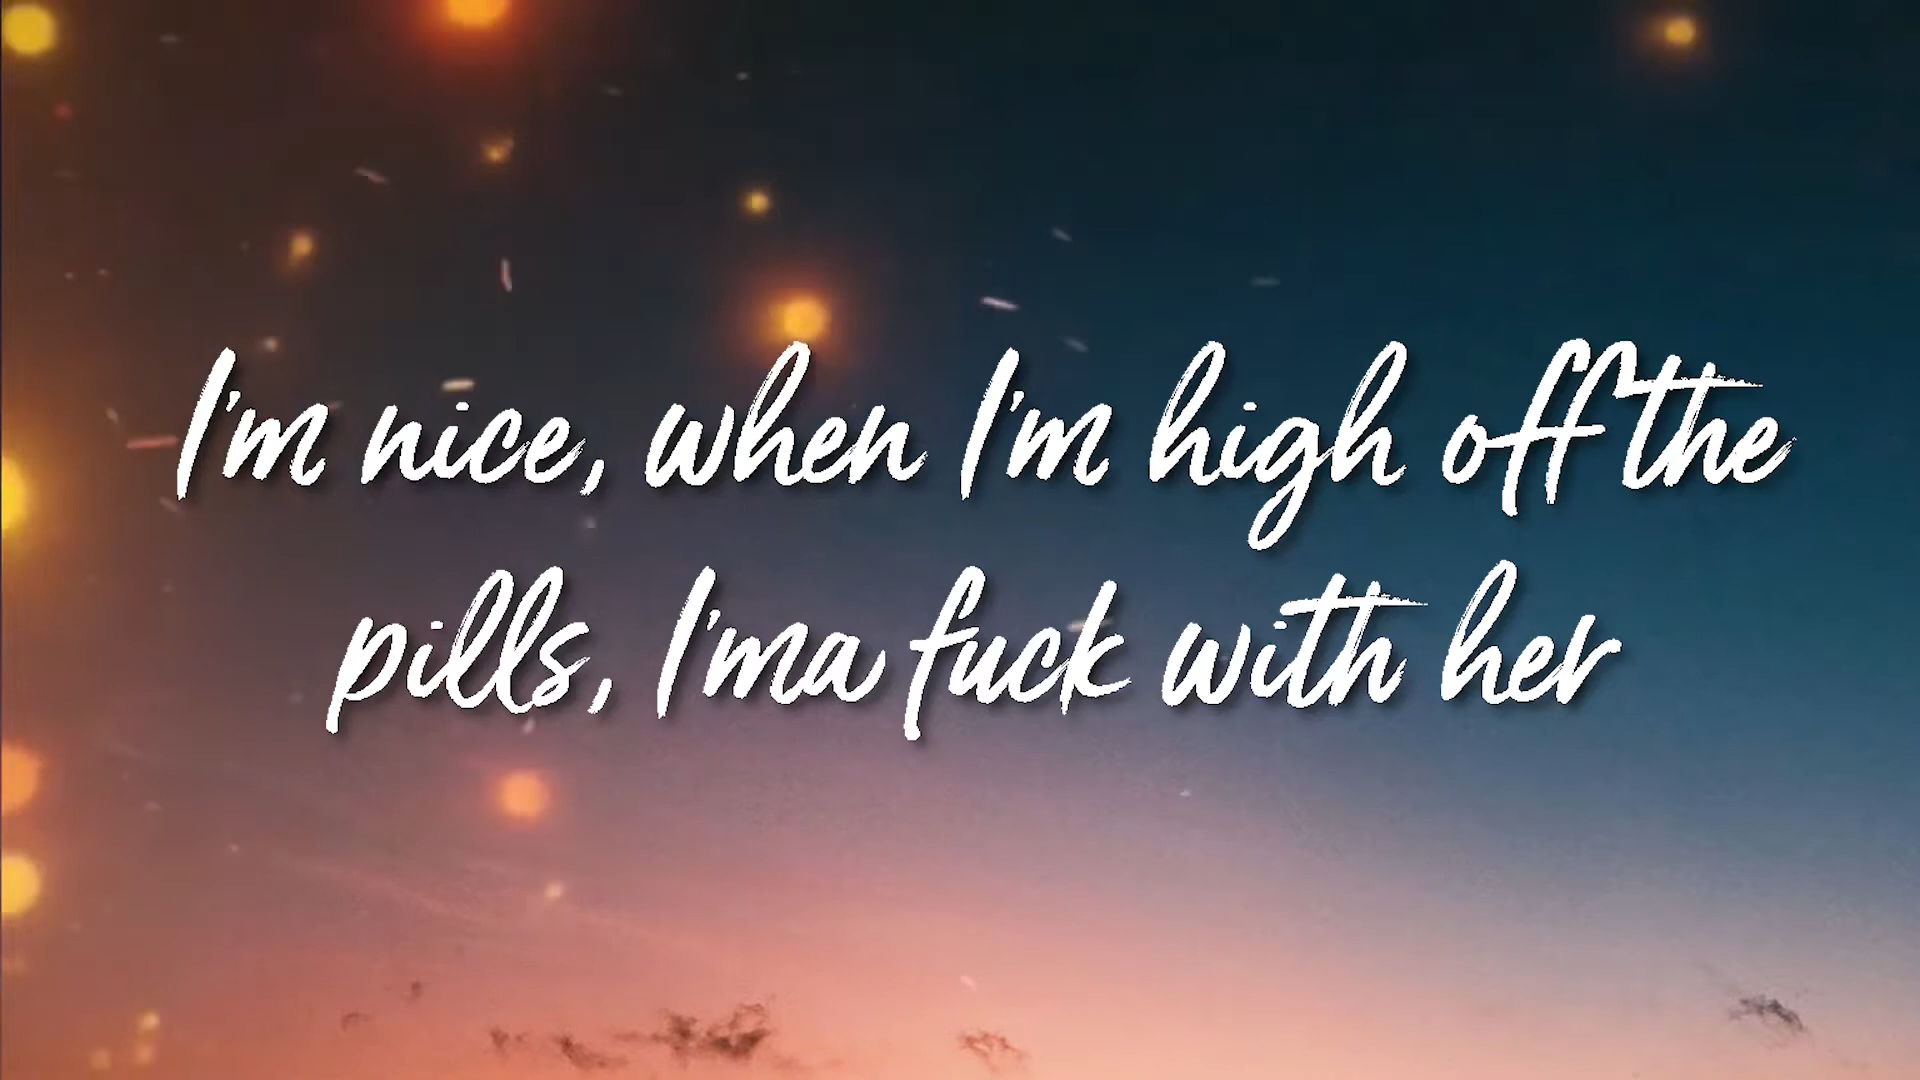 I'm nice, when I'm high off the
pills, I'ma fuck with her